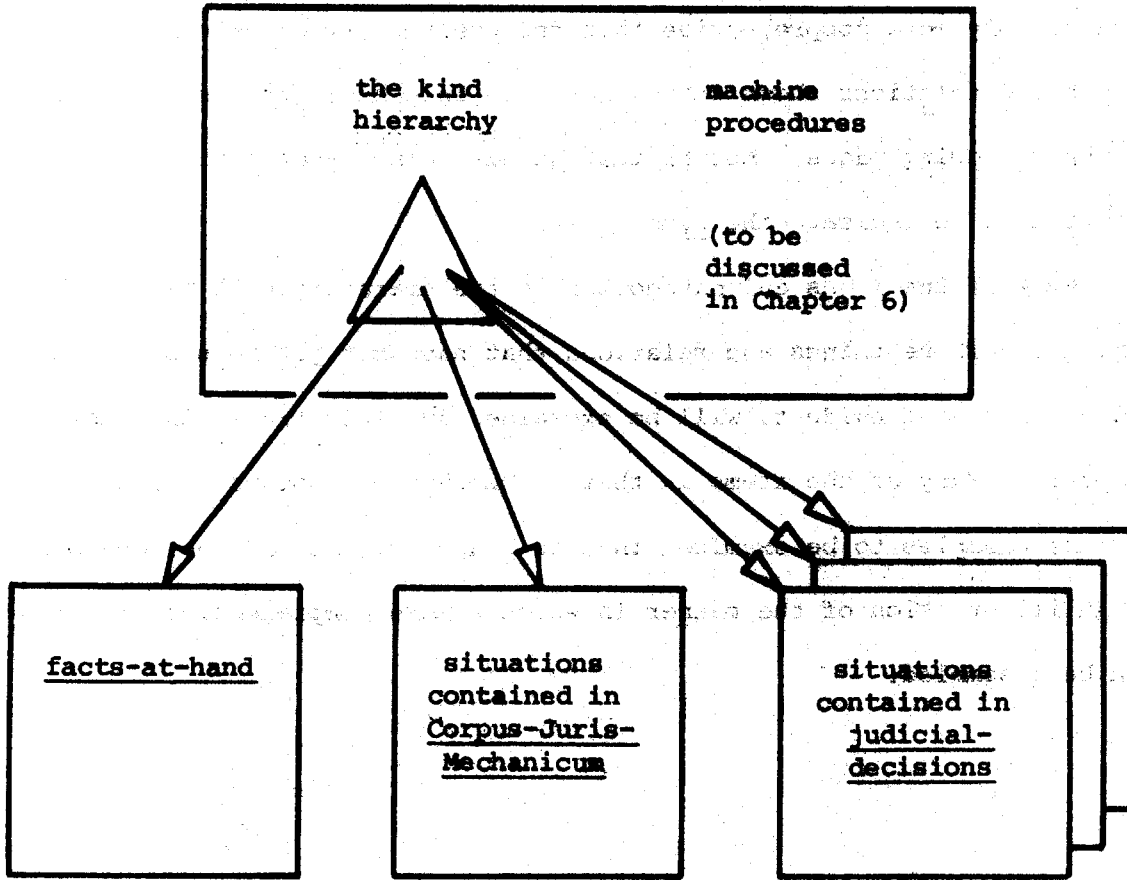 the kind
hierarchy
machine
procedures
(to be
discussed
in Chapter 6)
facts-at-hand
situations
contained in
Corpus-Juris-
Mechanicum
situations
contained in
judicial-
decisions